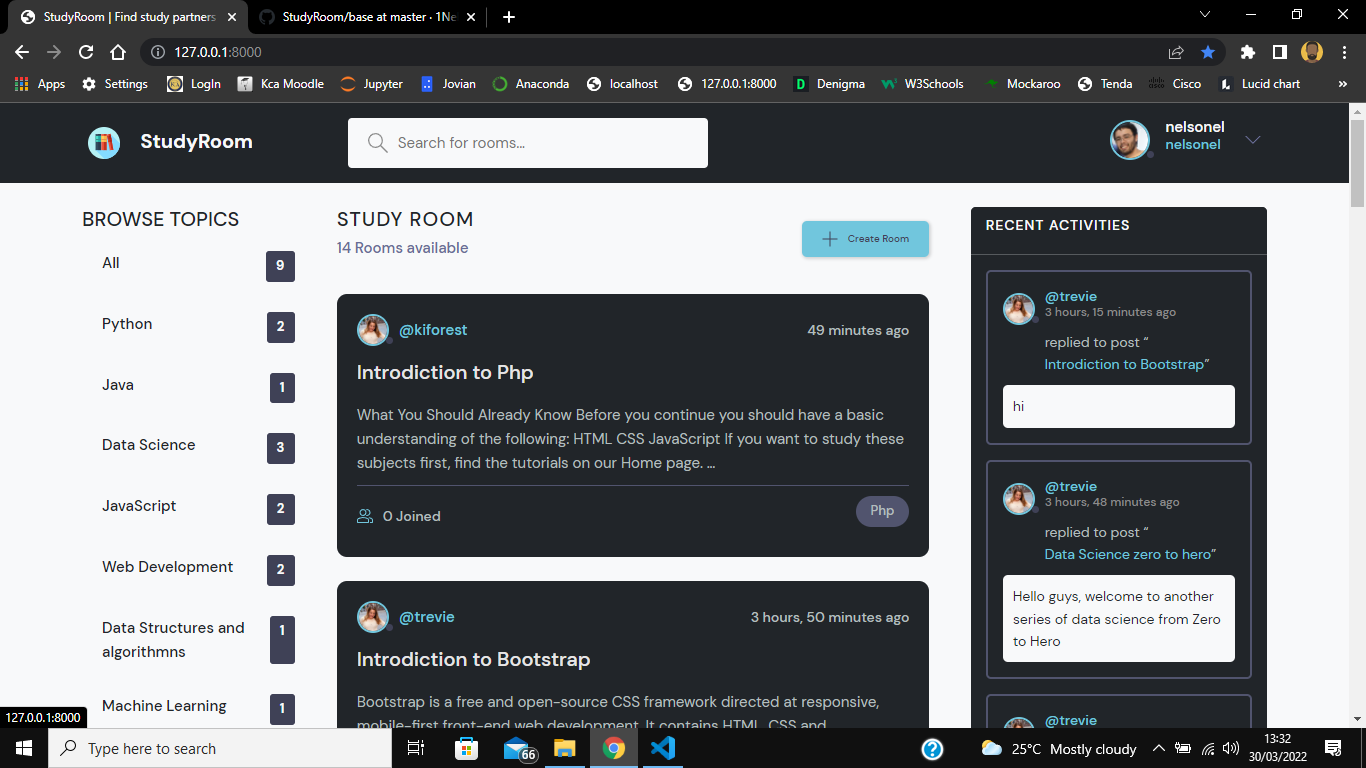 StudyRoom | Find study partners
StudyRoom/base at master · 1Ne
127.0.0.1:8000
Apps
Settings
LogIn
Kca Moodle
Jupyter
Jovian
Anaconda
localhost
127.0.0.1:8000
Denigma
W3Schools
Mockaroo
Tenda
Cisco
Lucid chart
»
StudyRoom
Search for rooms...
nelsonel
nelsonel
BROWSE TOPICS
All 9
Python 2
Java 1
Data Science 3
JavaScript 2
Web Development 2
Data Structures and
algorithmns
1
Machine Learning 1
STUDY ROOM
14 Rooms available
Create Room
@kiforest
49 minutes ago
Introdiction to Php
What You Should Already Know Before you continue you should have a basic
understanding of the following: HTML CSS JavaScript If you want to study these
subjects first, find the tutorials on our Home page. ...
0 Joined
Php
@trevie
3 hours, 50 minutes ago
Introdiction to Bootstrap
Bootstrap is a free and open-source CSS framework directed at responsive,
mobile-first front-end web development. It contains HTML, CSS and
RECENT ACTIVITIES
@trevie
3 hours, 15 minutes ago
replied to post “
Introdiction to Bootstrap”
hi
@trevie
3 hours, 48 minutes ago
replied to post “
Data Science zero to hero”
Hello guys, welcome to another
series of data science from Zero
to Hero
@trevie
127.0.0.1:8000
Type here to search
66
25°C Mostly cloudy
13:32
30/03/2022